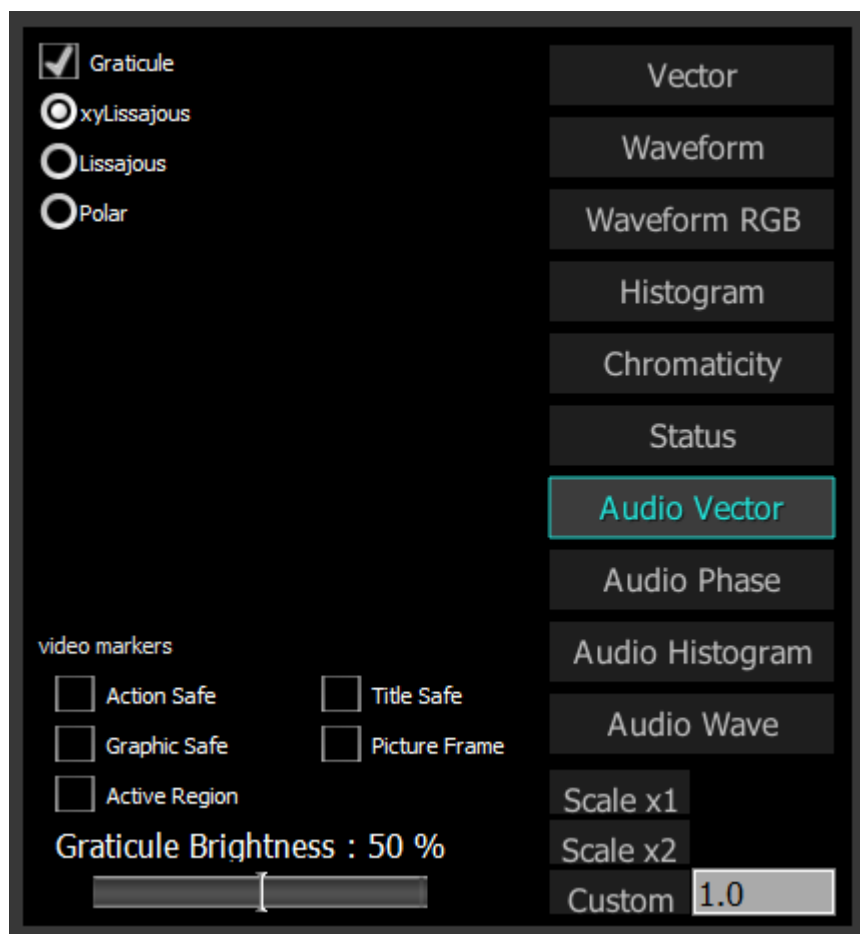 Graticule
xyLissajous
Lissajous
Polar
Vector
Waveform
Waveform RGB
Histogram
Chromaticity
Status
Audio Vector
Audio Phase
Audio Histogram
Audio Wave
video markers
Action Safe
Title Safe
Graphic Safe
Picture Frame
Active Region
Graticule Brightness : 50 %
Scale x1
Scale x2
Custom 1.0